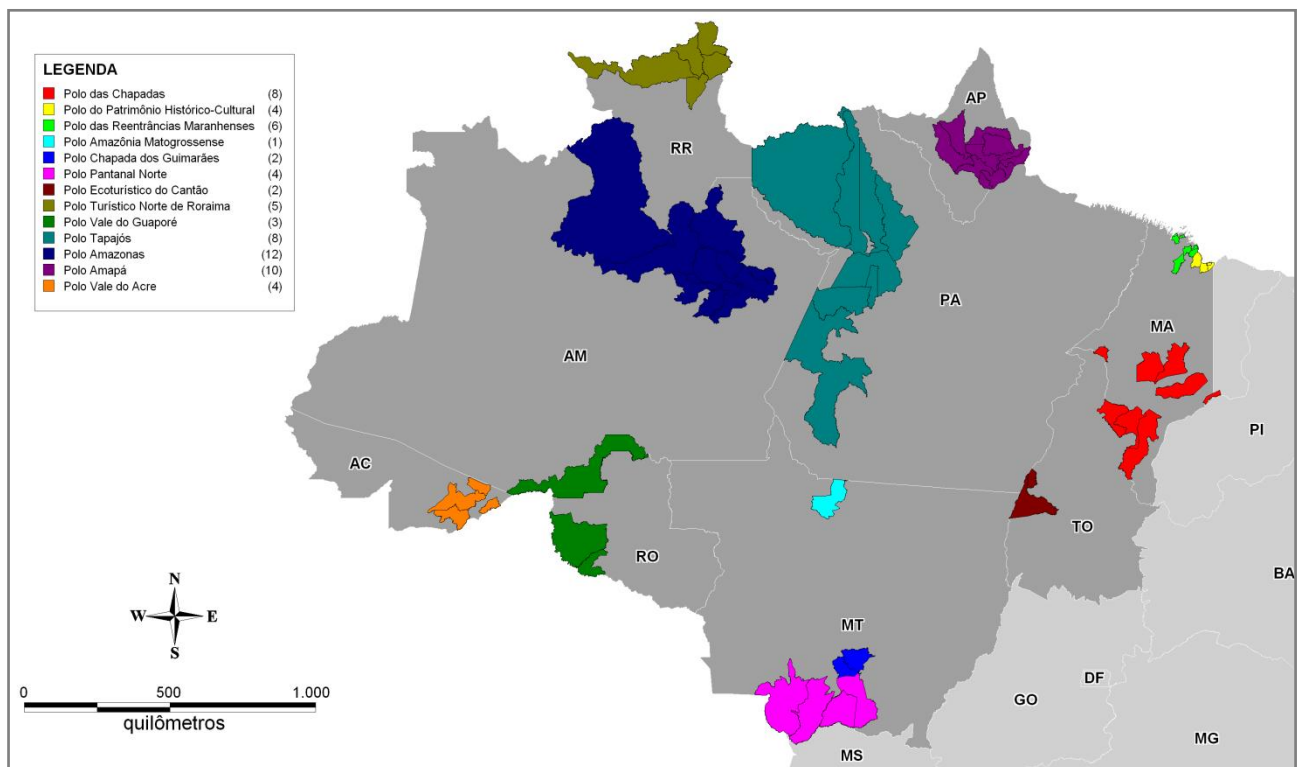 LEGENDA
Polo das Chapadas (8)
Polo do Patrimônio Histórico-Cultural (4)
Polo das Reentrâncias Maranhenses (6)
Polo Amazônia Matogrossense (1)
Polo Chapada dos Guimarães (2)
Polo Pantanal Norte (4)
Polo Ecoturístico do Cantão (2)
Polo Turístico Norte de Roraima (5)
Polo Vale do Guaporé (3)
Polo Tapajós (8)
Polo Amazonas (12)
Polo Amapá (10)
Polo Vale do Acre (4)
AP
RR
PA
MA
AM
PI
AC
TO
RO
BA
MT
DF
GO
MS
MG
N
W E
S
0 500 1.000
quilômetros